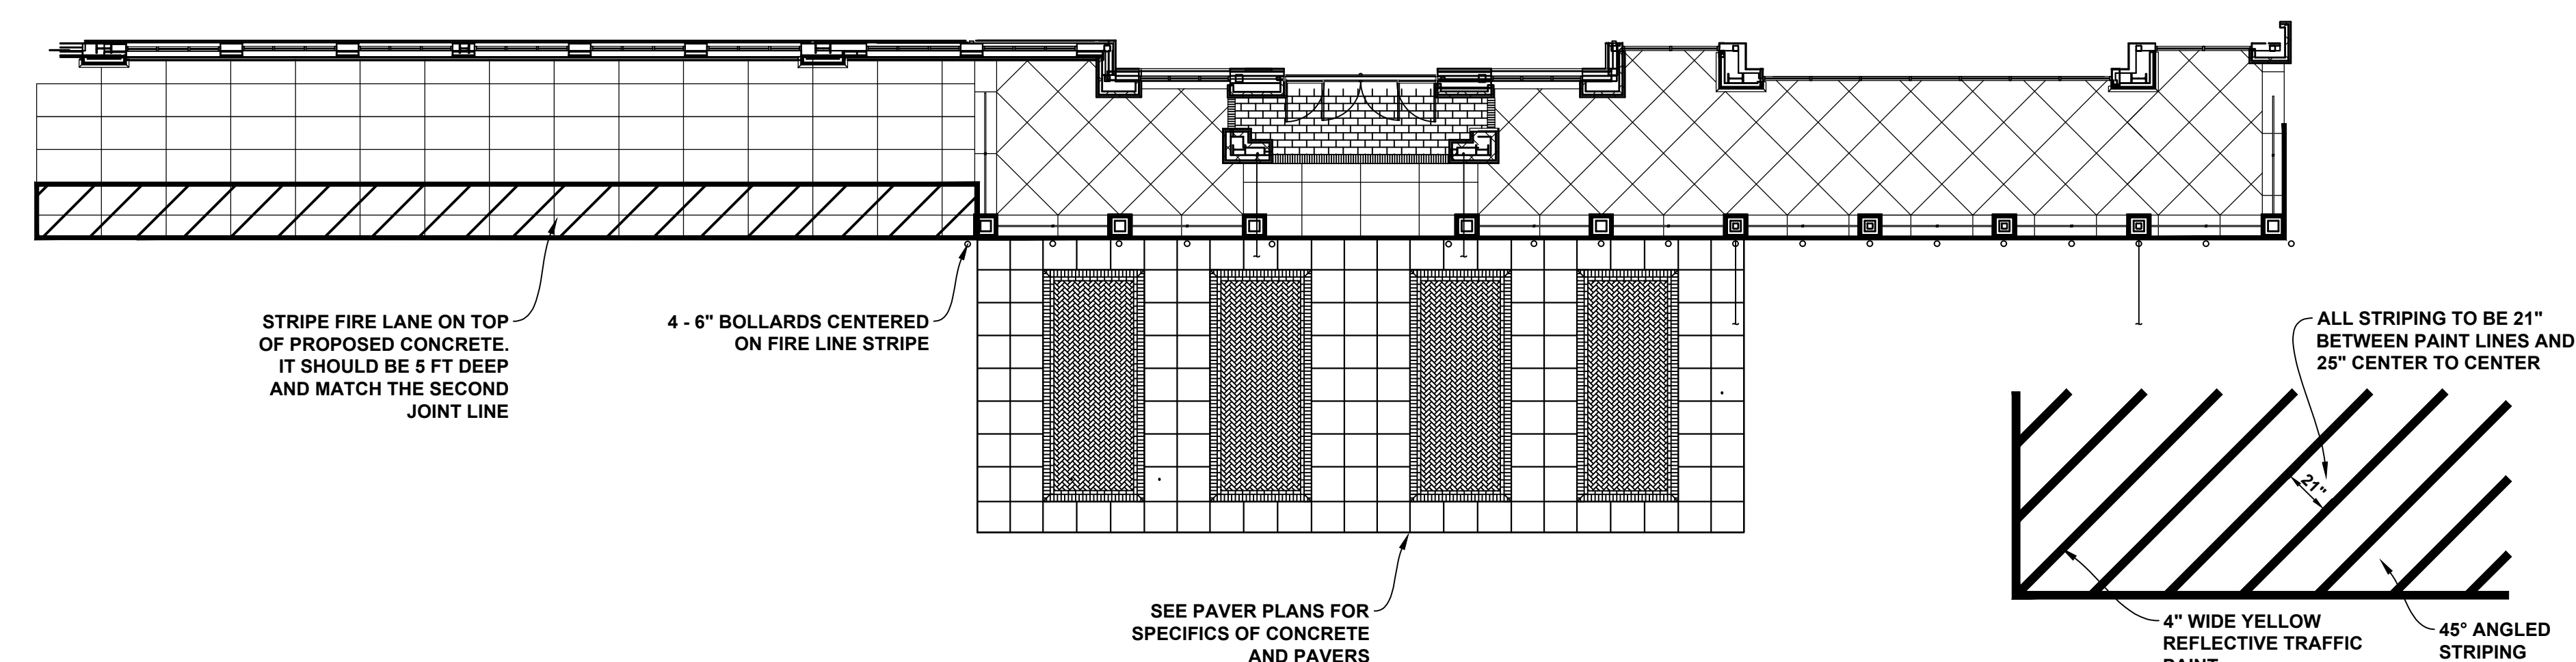 STRIPE FIRE LANE ON TOP
OF PROPOSED CONCRETE.
IT SHOULD BE 5 FT DEEP
AND MATCH THE SECOND
JOINT LINE
4 - 6" BOLLARDS CENTERED
ON FIRE LINE STRIPE
SEE PAVER PLANS FOR
SPECIFICS OF CONCRETE
AND PAVERS
ALL STRIPING TO BE 21"
BETWEEN PAINT LINES AND
25" CENTER TO CENTER
21"
4" WIDE YELLOW
REFLECTIVE TRAFFIC
PAINT
45° ANGLED
STRIPING